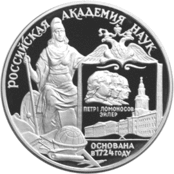 РОССИЙСКАЯ АКАДЕМИЯ НАУК
ПЕТР I ЛОМОНОСОВ
ЭЙЛЕР
ОСНОВАНА
В 1724 ГОДУ